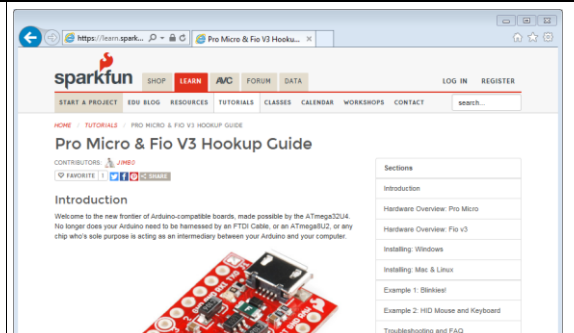 https://learn.spark...
Pro Micro & Fio V3 Hooku...
sparkfun
SHOP LEARN AVC FORUM DATA LOG IN REGISTER
START A PROJECT EDU BLOG RESOURCES TUTORIALS CLASSES CALENDAR WORKSHOPS CONTACT search...
HOME / TUTORIALS / PRO MICRO & FIO V3 HOOKUP GUIDE
Pro Micro & Fio V3 Hookup Guide
CONTRIBUTORS: JIMB0
FAVORITE 1 SHARE
Introduction
Welcome to the new frontier of Arduino-compatible boards, made possible by the ATmega32U4.
No longer does your Arduino need to be harnessed by an FTDI Cable, or an ATmega8U2, or any
chip who's sole purpose is acting as an intermediary between your Arduino and your computer.
Sections
Introduction
Hardware Overview: Pro Micro
Hardware Overview: Fio v3
Installing: Windows
Installing: Mac & Linux
Example 1: Blinkies!
Example 2: HID Mouse and Keyboard
Troubleshooting and FAQ